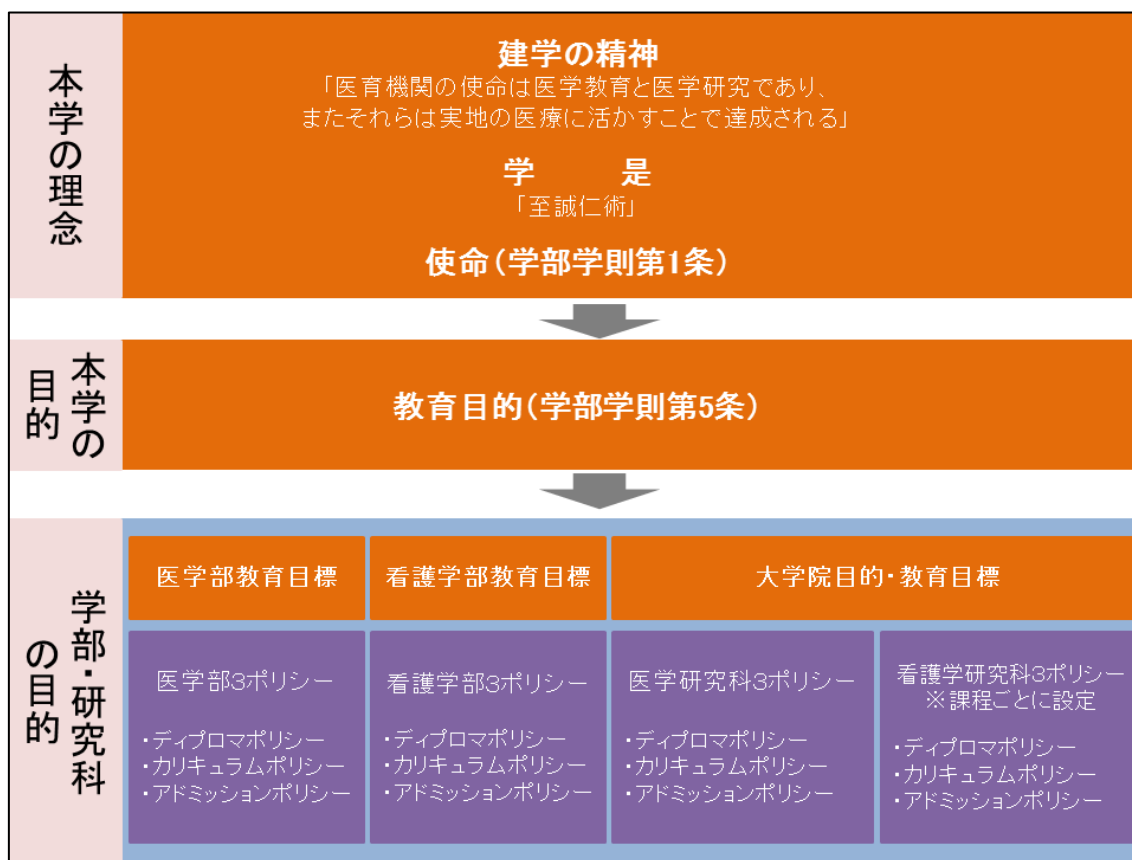 本学の理念
建学の精神
「医育機関の使命は医学教育と医学研究であり、
またそれらは実地の医療に活かすことで達成される」
学　　是
「至誠仁術」
使命(学部学則第1条)
本学の
目的
教育目的(学部学則第5条)
学部・研究科
の目的
医学部教育目標
看護学部教育目標
大学院目的・教育目標
医学部3ポリシー
・ディプロマポリシー
・カリキュラムポリシー
・アドミッションポリシー
看護学部3ポリシー
・ディプロマポリシー
・カリキュラムポリシー
・アドミッションポリシー
医学研究科3ポリシー
・ディプロマポリシー
・カリキュラムポリシー
・アドミッションポリシー
看護学研究科3ポリシー
※課程ごとに設定
・ディプロマポリシー
・カリキュラムポリシー
・アドミッションポリシー